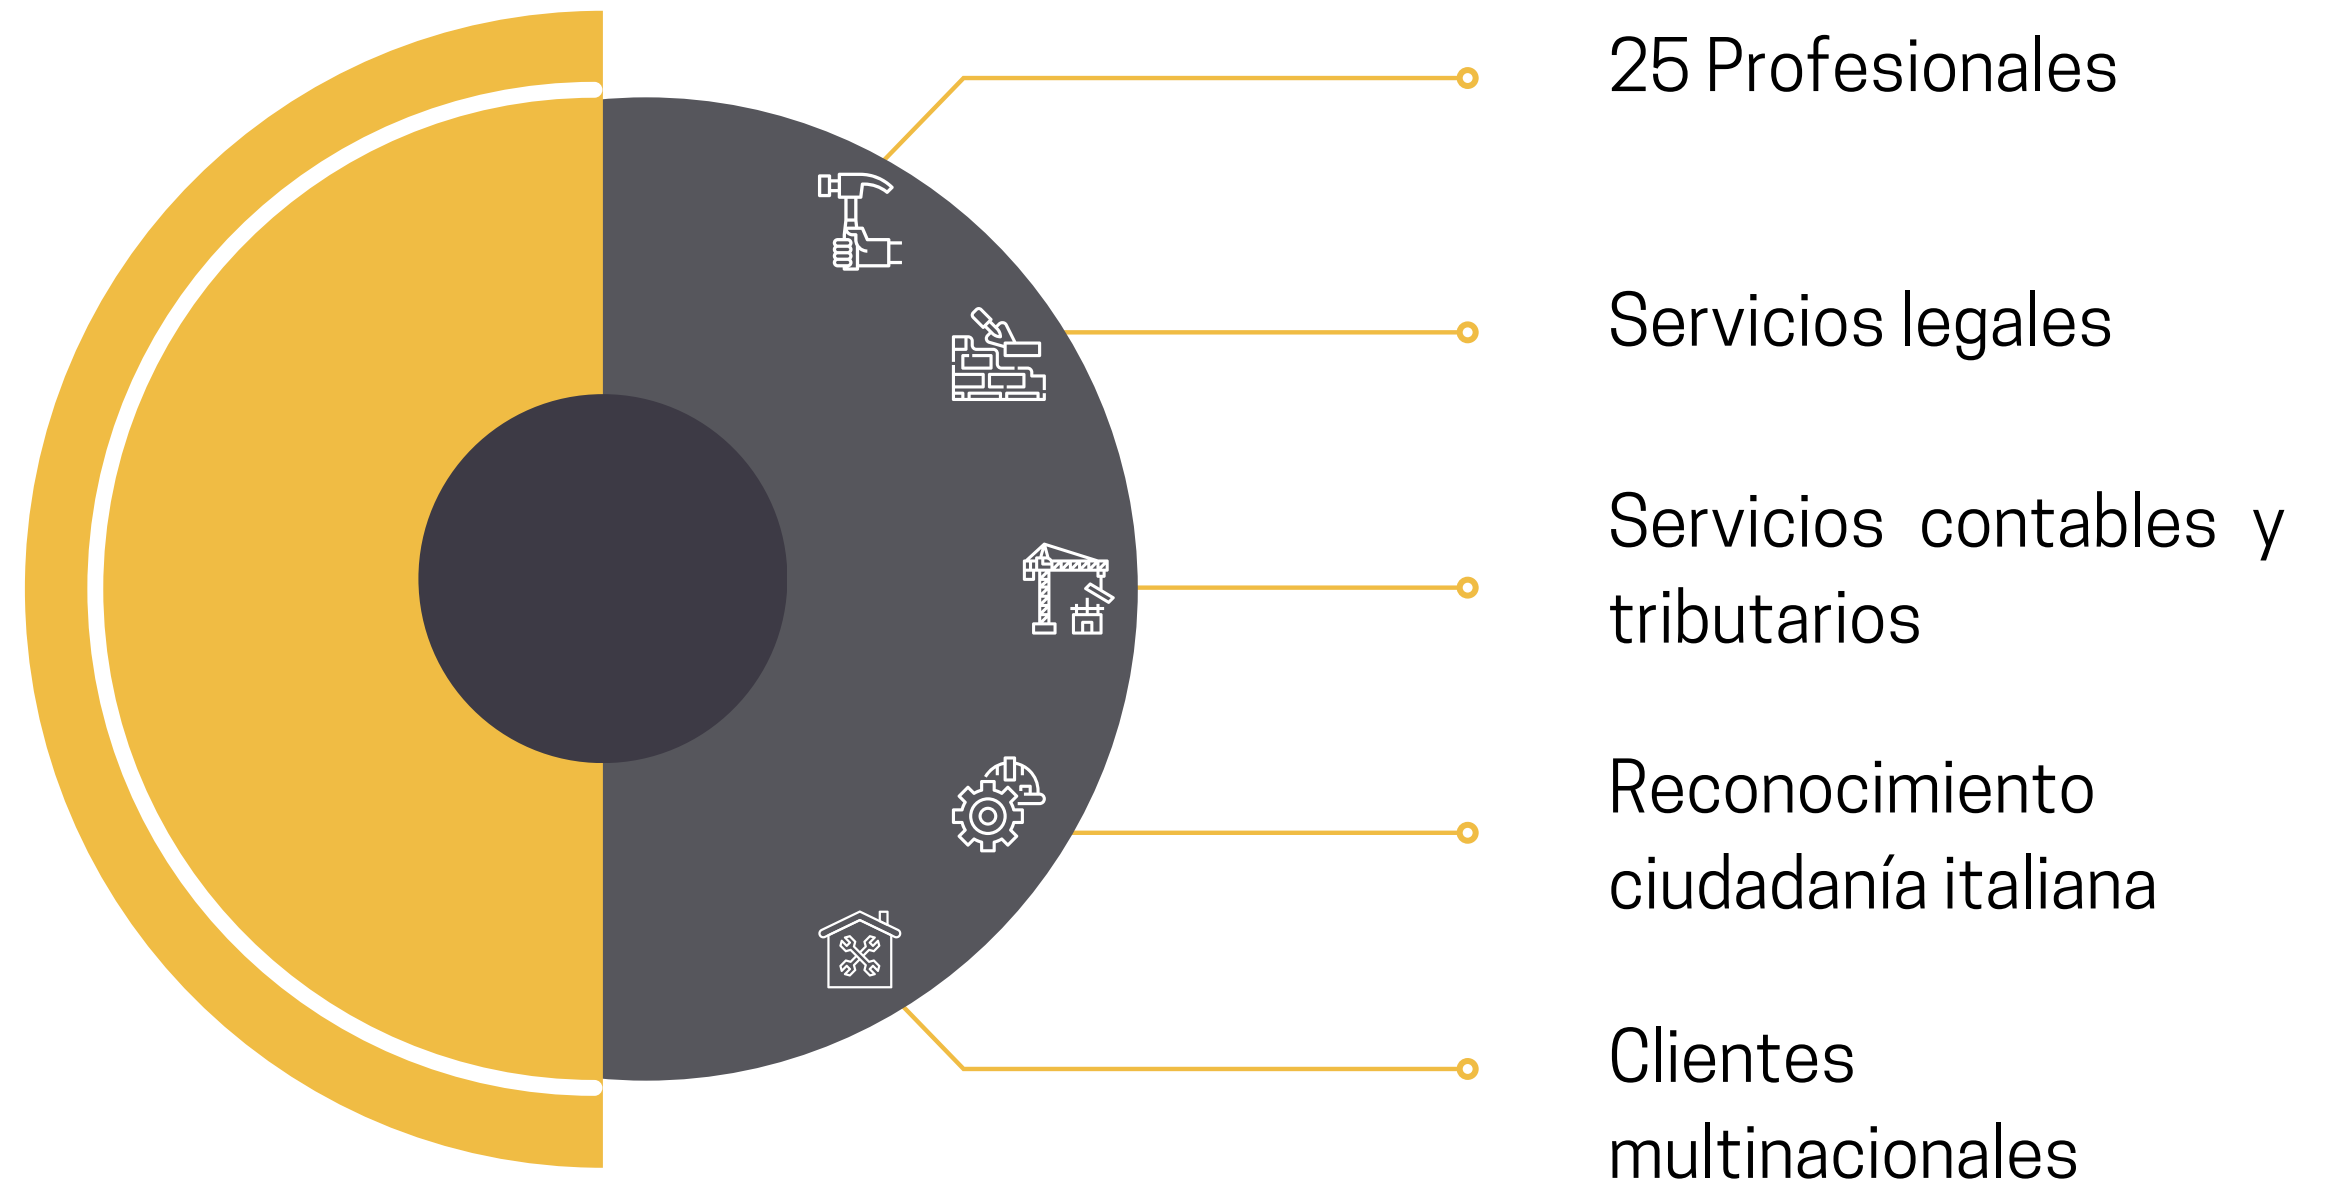 25 Profesionales
Servicios legales
Servicios contables y
tributarios
Reconocimiento
ciudadanía italiana
Clientes
multinacionales